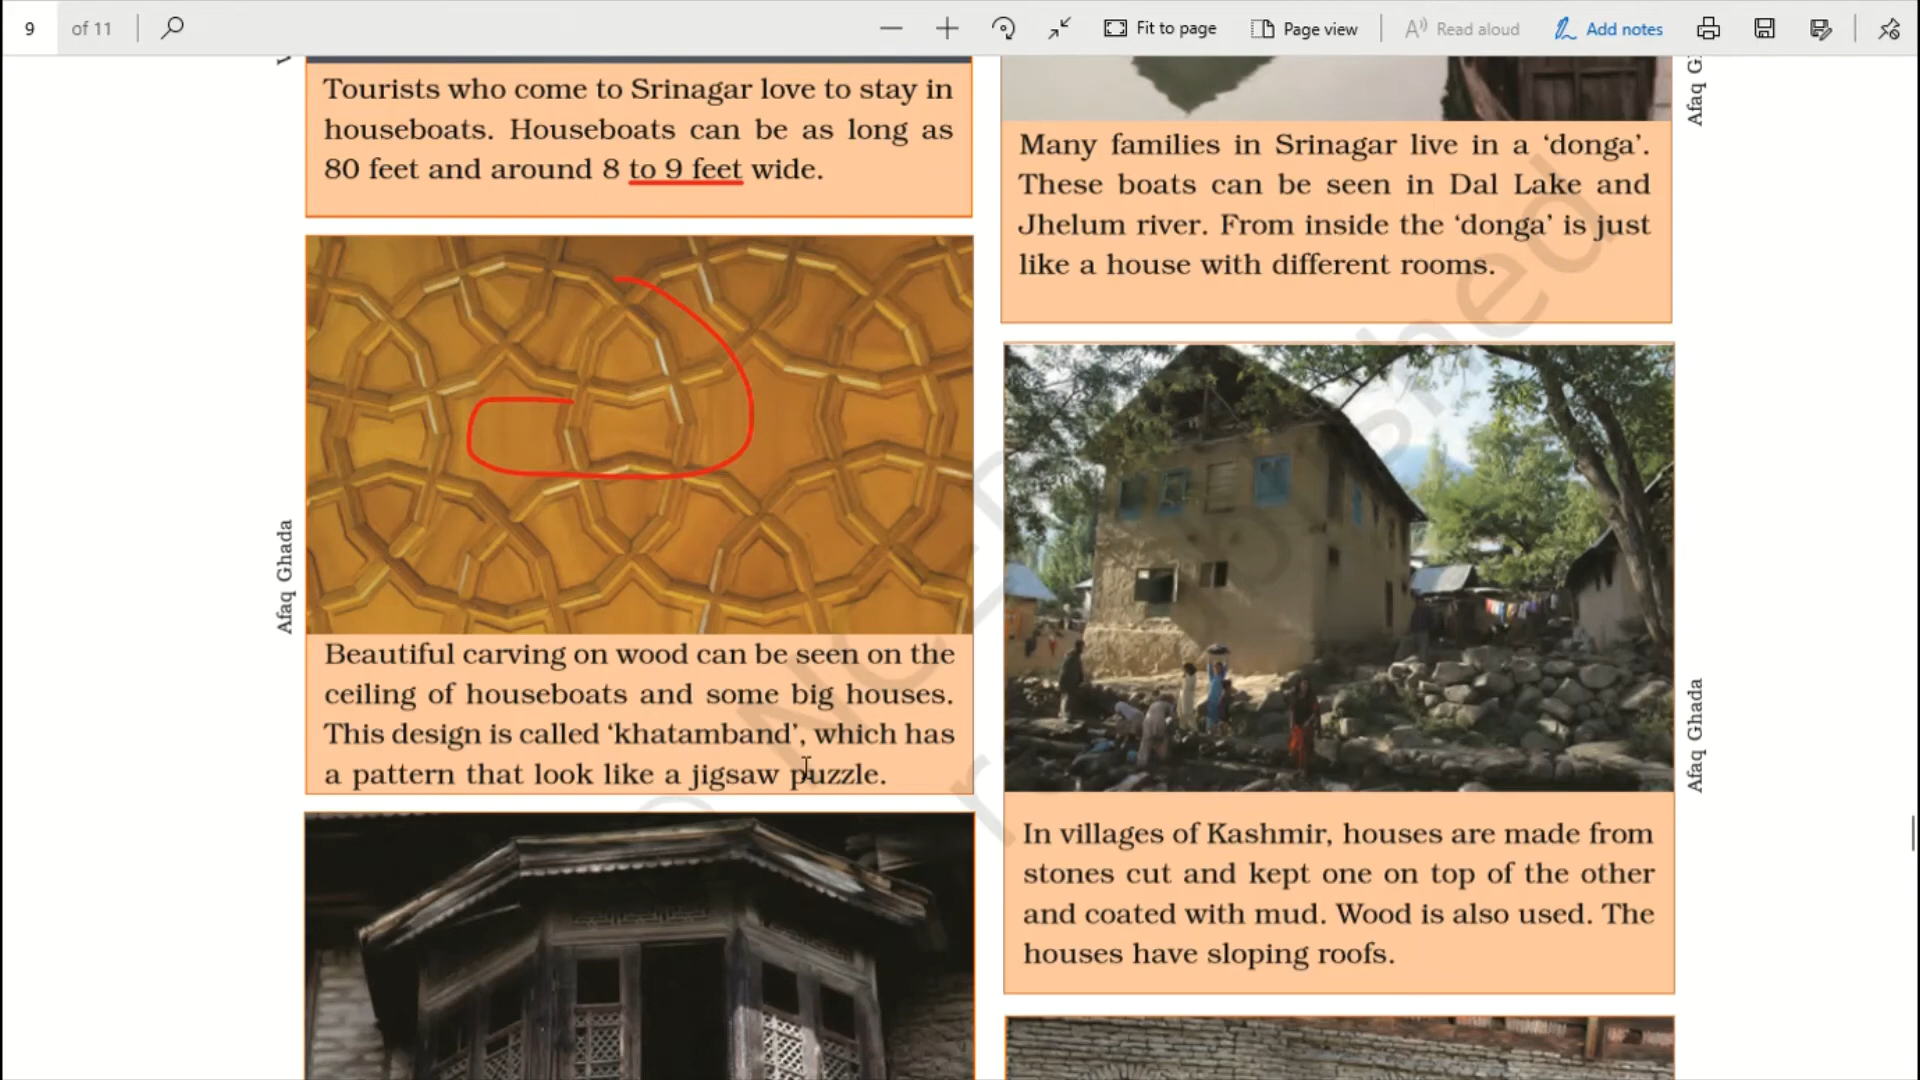 9 of 11
Fit to page
Page view
Read aloud
Add notes
Tourists who come to Srinagar love to stay in
houseboats. Houseboats can be as long as
80 feet and around 8 to 9 feet wide.
Afaq G
Many families in Srinagar live in a ‘donga’.
These boats can be seen in Dal Lake and
Jhelum river. From inside the ‘donga’ is just
like a house with different rooms.
Afaq Ghada
Beautiful carving on wood can be seen on the
ceiling of houseboats and some big houses.
This design is called ‘khatamband’, which has
a pattern that look like a jigsaw puzzle.
Afaq Ghada
In villages of Kashmir, houses are made from
stones cut and kept one on top of the other
and coated with mud. Wood is also used. The
houses have sloping roofs.